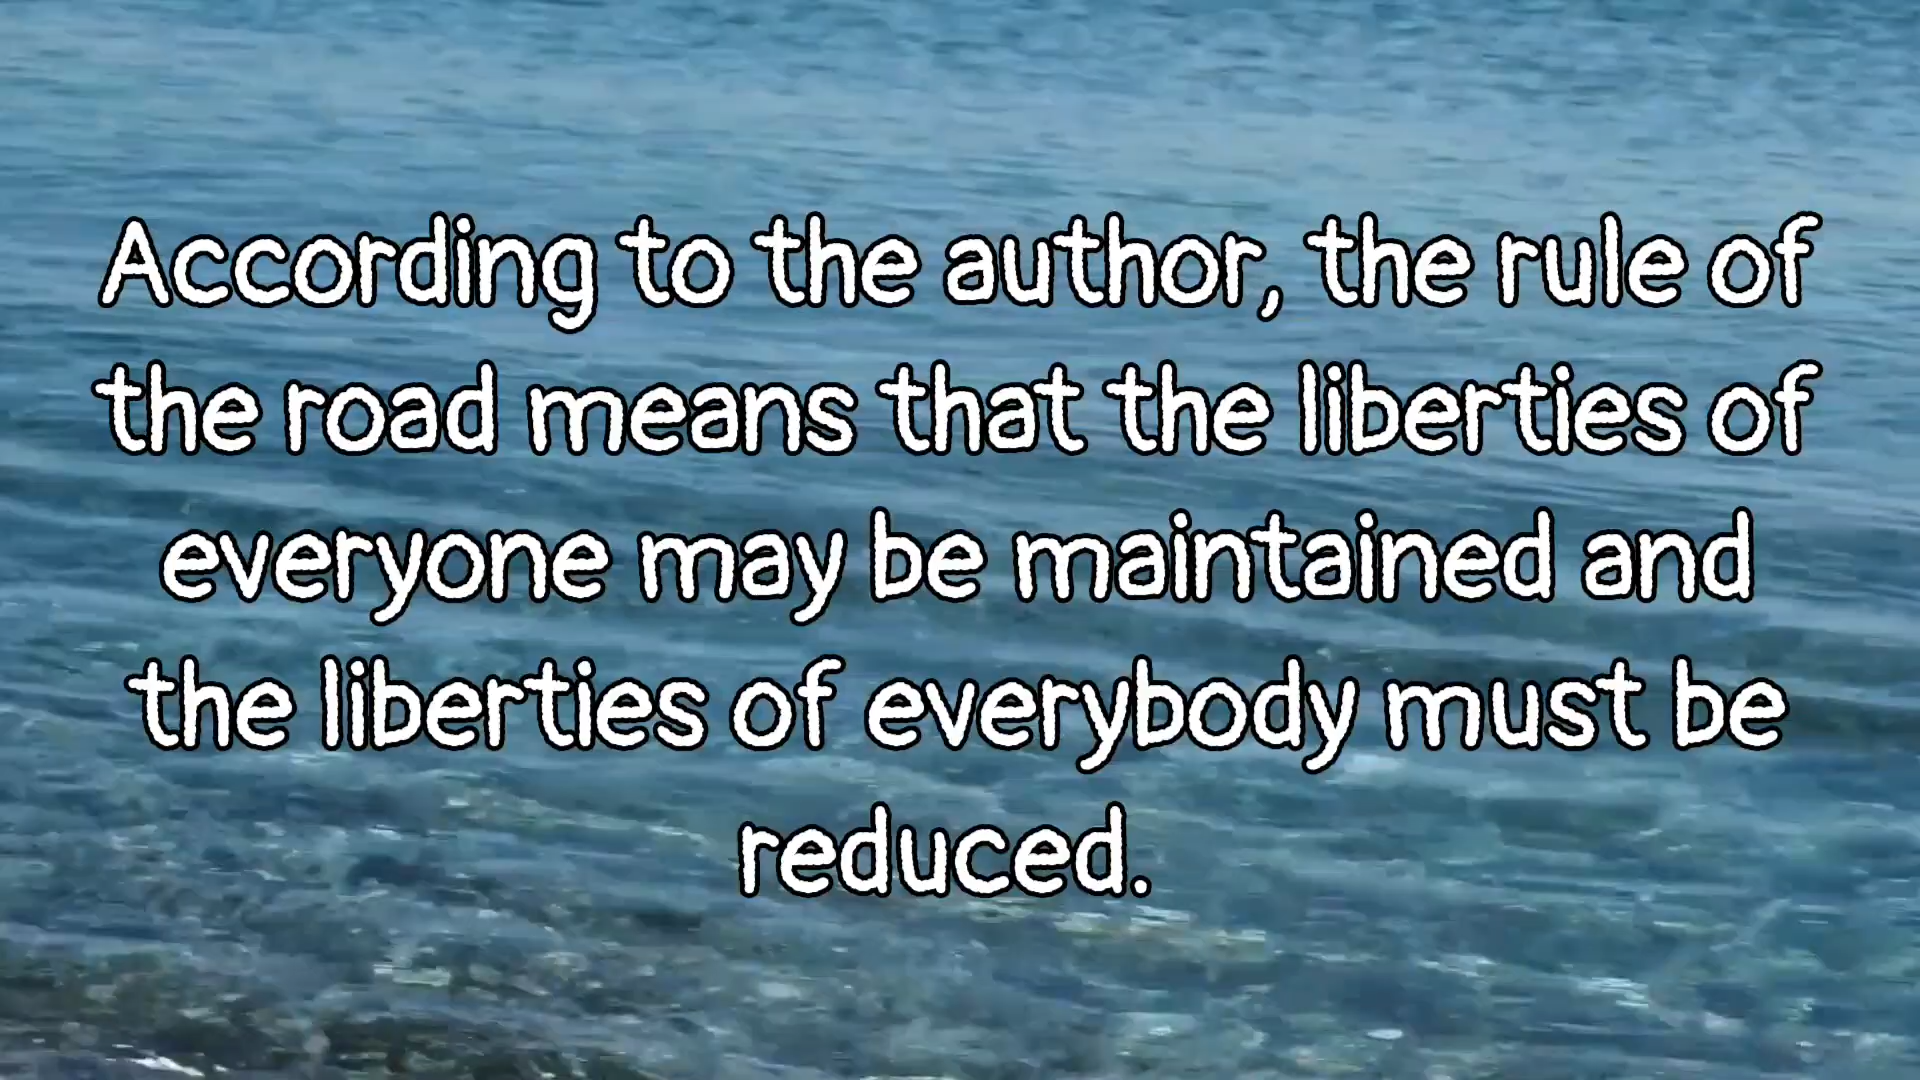 According to the author, the rule of
the road means that the liberties of
everyone may be maintained and
the liberties of everybody must be
reduced.